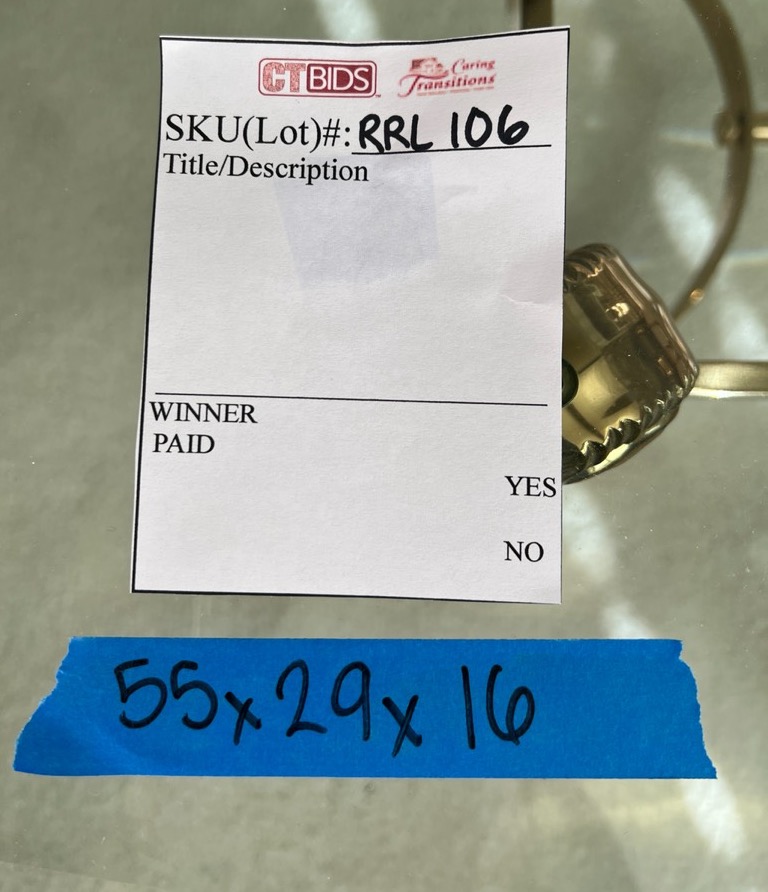 CTBIDS Caring Transitions
SKU(Lot)#: RRL 106
Title/Description
WINNER
PAID
YES
NO
55x29x16